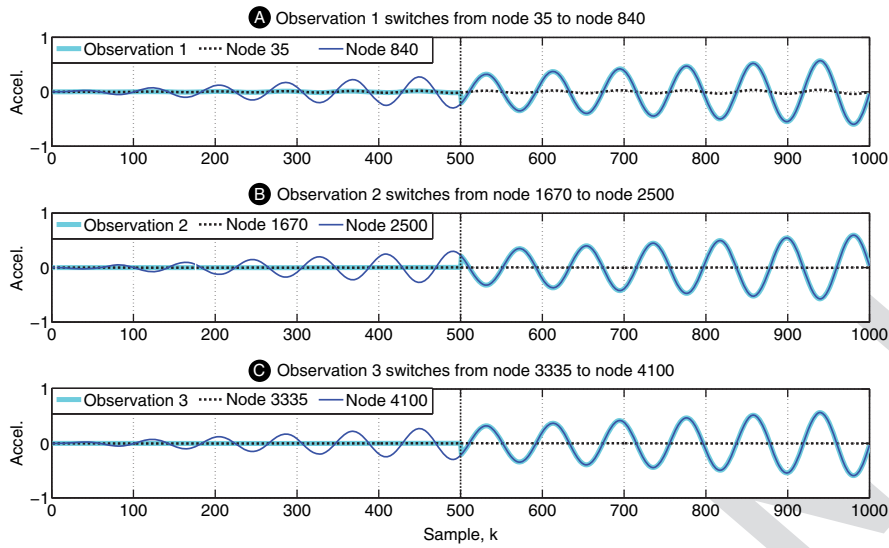 A Observation 1 switches from node 35 to node 840
1
Observation 1 Node 35 Node 840
Accel.
0
−1
0 100 200 300 400 500 600 700 800 900 1000
B Observation 2 switches from node 1670 to node 2500
1
Observation 2 Node 1670 Node 2500
Accel.
0
−1
0 100 200 300 400 500 600 700 800 900 1000
C Observation 3 switches from node 3335 to node 4100
1
Observation 3 Node 3335 Node 4100
Accel.
0
−1
0 100 200 300 400 500 600 700 800 900 1000
Sample, k